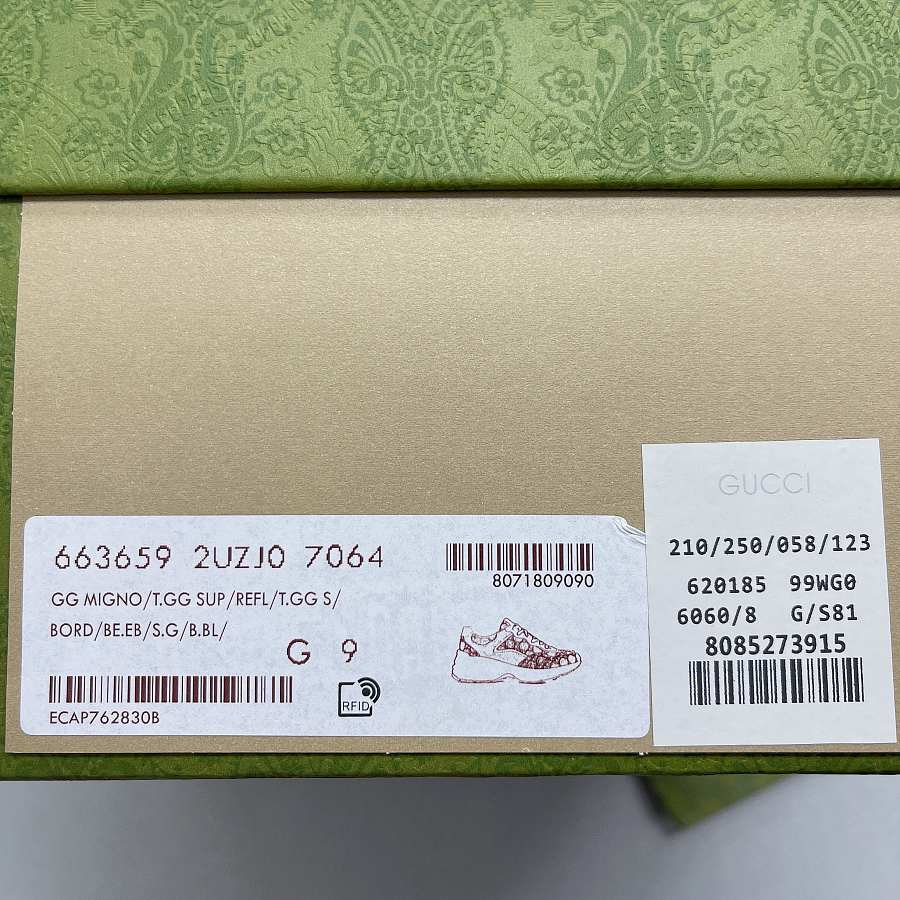 663659 2UZJ0 7064
8071809090
GG MIGNO/T.GG SUP/REFL/T.GG S/
BORD/BE.EB/S.G/B.BL/
G 9
ECAP762830B
RFID
GUCCI
210/250/058/123
620185 99WG0
6060/8 G/S81
8085273915